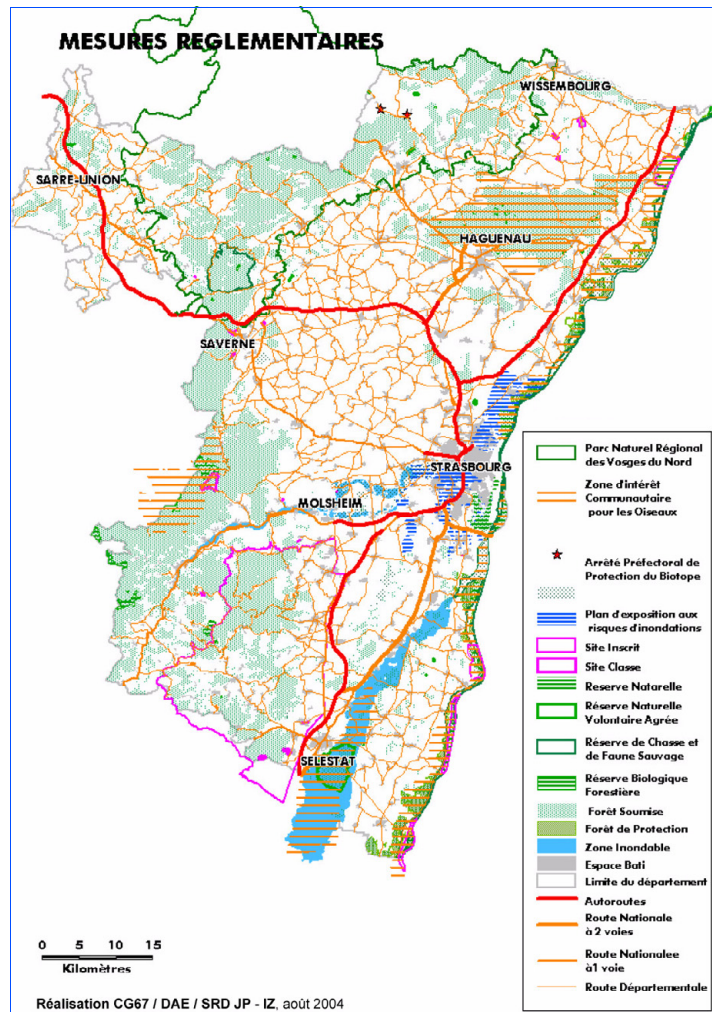 MESURES REGLEMENTAIRES
WISSEMBOURG
SARRE-UNION
HAGUENAU
SAVERNE
STRASBOURG
MOLSHEIM
SELESTAT
Parc Naturel Régional
des Vosges du Nord
Zone d'intérêt
Communautaire
pour les Oiseaux
Arrêté Préfectoral de
Protection du Biotope
Plan d'exposition aux
risques d'inondations
Site Inscrit
Site Classe
Reserve Natarelle
Réserve Naturelle
Volontaire Agrée
Réserve de Chasse et
de Faune Sauvage
Réserve Biologique
Forestière
Forêt Soumise
Forêt de Protection
Zone Inondable
Espace Bati
Limite du département
Autoroutes
Route Nationale
à 2 voies
Route Nationalee
à 1 voie
Route Départementale
0 5 10 15
Kilomètres
Réalisation CG67 / DAE / SRD JP - IZ, août 2004